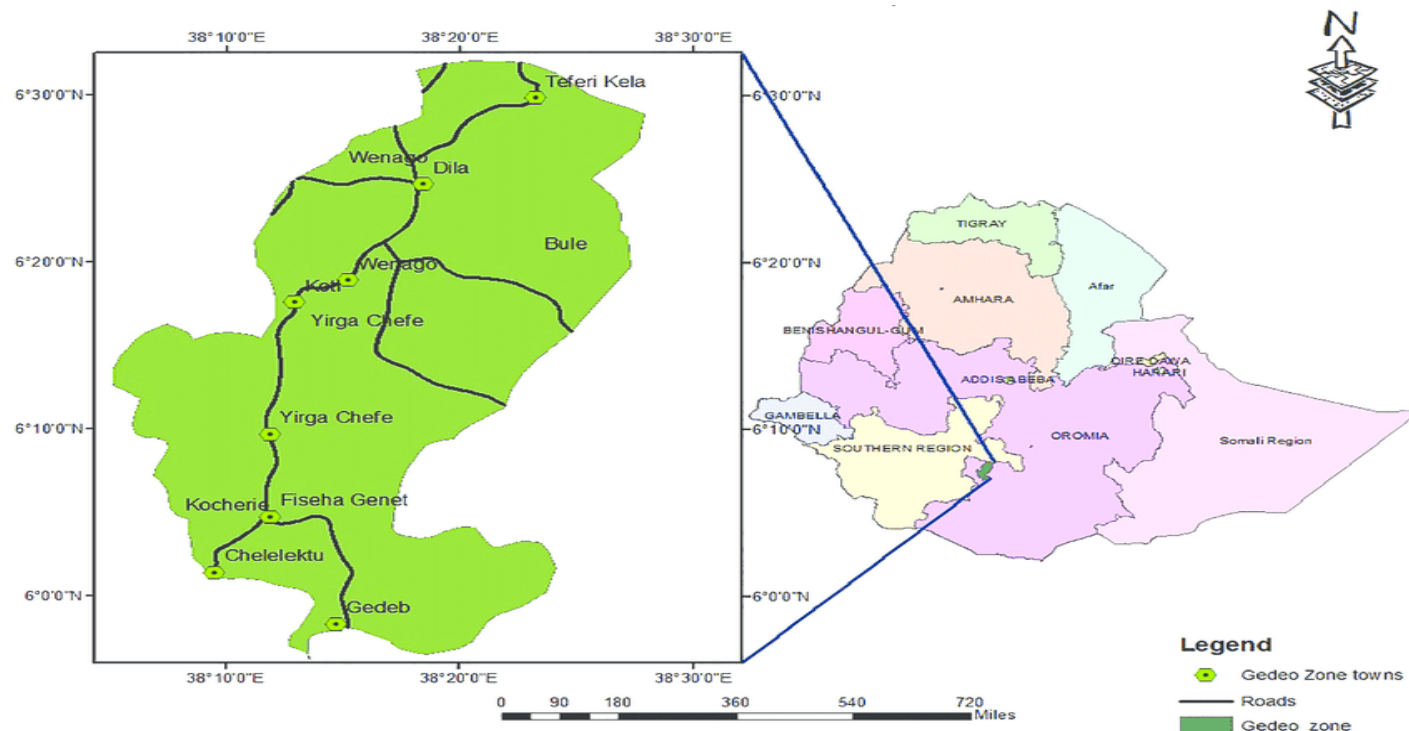 N
38°10'0"E 38°20'0"E 38°30'0"E
6°30'0"N
6°20'0"N
6°10'0"N
6°0'0"N
Teferi Kela
Wenago
Dila
Bule
Wenago
Koti
Yirga Chefe
Yirga Chefe
Kocherie
Fiseha Genet
Chelelektu
Gedeb
38°10'0"E 38°20'0"E 38°30'0"E
6°30'0"N
6°20'0"N
6°10'0"N
6°0'0"N
TIGRAY
Afar
AMHARA
BENISHANGUL-GUM
DIRE DAWA
HARARI
ADDIS ABEBA
GAMBELLA
OROMIA
Somali Region
SOUTHERN REGION
0 90 180 360 540 720
Miles
Legend
Gedeo Zone towns
Roads
Gedeo_zone